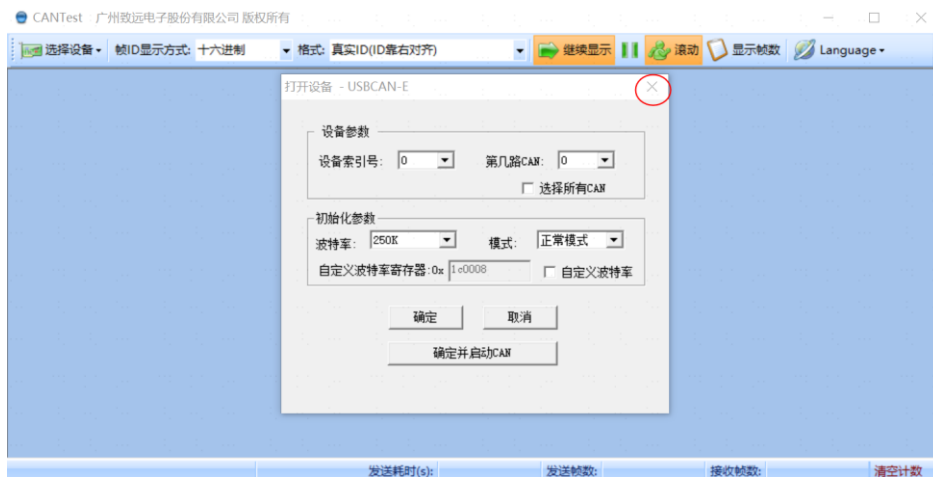 CANTest 广州致远电子股份有限公司 版权所有
选择设备 帧ID显示方式: 十六进制 格式: 真实ID(ID靠右对齐) 继续显示 滚动 显示帧数 Language
打开设备 - USBCAN-E
设备参数
设备索引号: 0 第几路CAN: 0
选择所有CAN
初始化参数
波特率: 250K 模式: 正常模式
自定义波特率寄存器:0x 1c0008 自定义波特率
确定 取消
确定并启动CAN
发送耗时(s): 发送帧数: 接收帧数: 清空计数